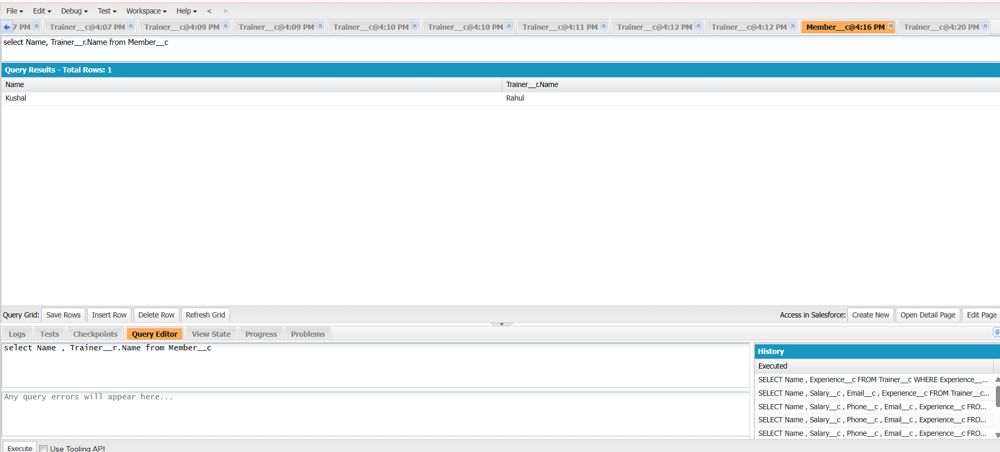 File Edit Debug Test Workspace Help < >
7 PM Trainer__c@4:07 PM Trainer__c@4:09 PM Trainer__c@4:09 PM Trainer__c@4:10 PM Trainer__c@4:10 PM Trainer__c@4:11 PM Trainer__c@4:12 PM Trainer__c@4:12 PM Member__c@4:16 PM Trainer__c@4:20 PM
select Name, Trainer__r.Name from Member__c
Query Results - Total Rows: 1
Name Trainer__r.Name
Kushal Rahul
Query Grid: Save Rows Insert Row Delete Row Refresh Grid Access in Salesforce: Create New Open Detail Page Edit Page
Logs Tests Checkpoints Query Editor View State Progress Problems
select Name , Trainer__r.Name from Member__c
Any query errors will appear here...
History
Executed
SELECT Name , Experience__c FROM Trainer__c WHERE Experience__...
SELECT Name , Salary__c , Email__c , Experience__c FROM Trainer__c...
SELECT Name , Salary__c , Phone__c , Email__c , Experience__c FRO...
SELECT Name , Salary__c , Phone__c , Email__c , Experience__c FRO...
SELECT Name , Salary__c , Phone__c , Email__c , Experience__c FRO...
Execute Use Tooling API